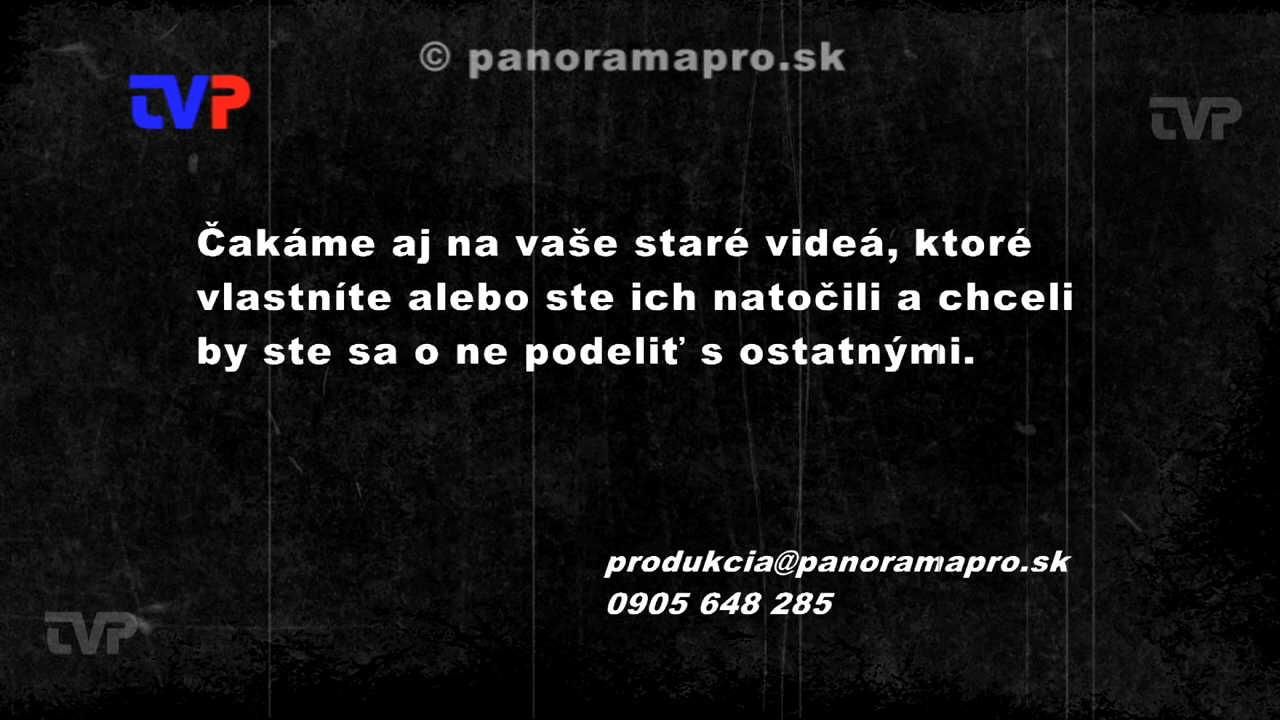 © panoramapro.sk
TVP
TVP
Čakáme aj na vaše staré videá, ktoré
vlastníte alebo ste ich natočili a chceli
by ste sa o ne podeliť s ostatnými.
produkcia@panoramapro.sk
0905 648 285
TVP